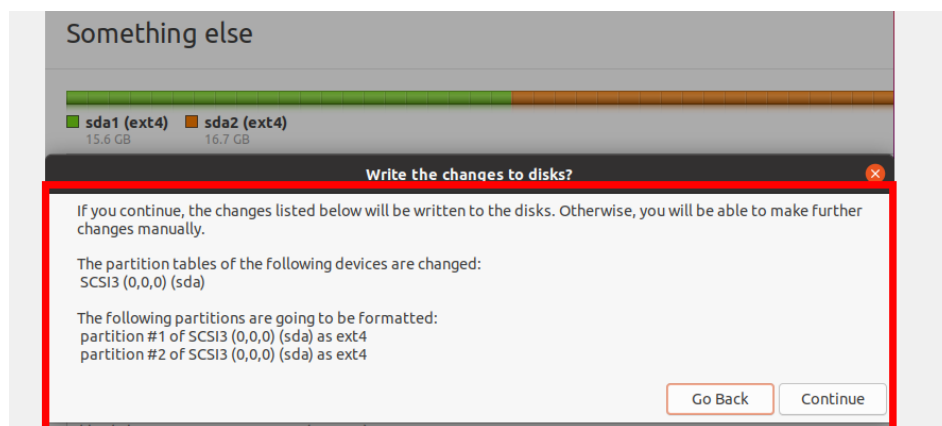 Something else
sda1 (ext4) sda2 (ext4)
15.6 GB 16.7 GB
Write the changes to disks?
If you continue, the changes listed below will be written to the disks. Otherwise, you will be able to make further
changes manually.
The partition tables of the following devices are changed:
SCSI3 (0,0,0) (sda)
The following partitions are going to be formatted:
partition #1 of SCSI3 (0,0,0) (sda) as ext4
partition #2 of SCSI3 (0,0,0) (sda) as ext4
Go Back Continue